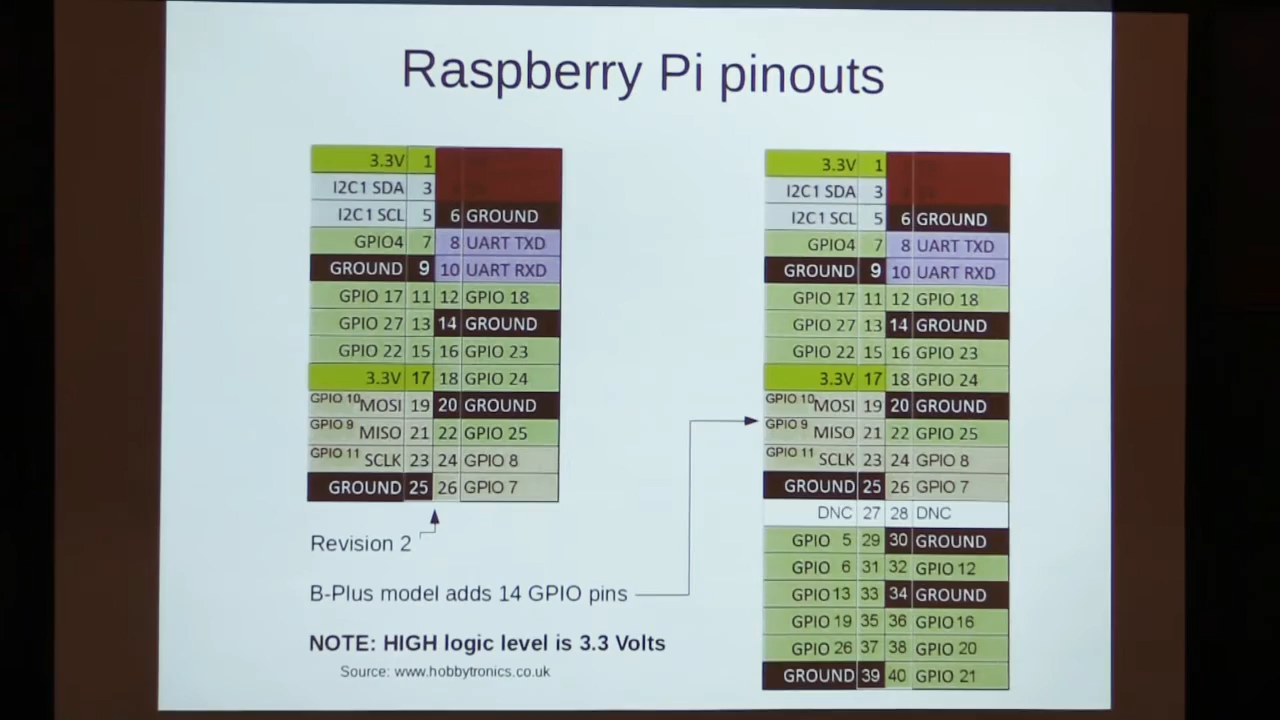 Raspberry Pi pinouts
3.3V 1
I2C1 SDA 3
I2C1 SCL 5 6 GROUND
GPIO4 7 8 UART TXD
GROUND 9 10 UART RXD
GPIO 17 11 12 GPIO 18
GPIO 27 13 14 GROUND
GPIO 22 15 16 GPIO 23
3.3V 17 18 GPIO 24
GPIO 10 MOSI 19 20 GROUND
GPIO 9 MISO 21 22 GPIO 25
GPIO 11 SCLK 23 24 GPIO 8
GROUND 25 26 GPIO 7
Revision 2
B-Plus model adds 14 GPIO pins
NOTE: HIGH logic level is 3.3 Volts
Source: www.hobbytronics.co.uk
3.3V 1
I2C1 SDA 3
I2C1 SCL 5 6 GROUND
GPIO4 7 8 UART TXD
GROUND 9 10 UART RXD
GPIO 17 11 12 GPIO 18
GPIO 27 13 14 GROUND
GPIO 22 15 16 GPIO 23
3.3V 17 18 GPIO 24
GPIO 10 MOSI 19 20 GROUND
GPIO 9 MISO 21 22 GPIO 25
GPIO 11 SCLK 23 24 GPIO 8
GROUND 25 26 GPIO 7
DNC 27 28 DNC
GPIO 5 29 30 GROUND
GPIO 6 31 32 GPIO 12
GPIO 13 33 34 GROUND
GPIO 19 35 36 GPIO 16
GPIO 26 37 38 GPIO 20
GROUND 39 40 GPIO 21